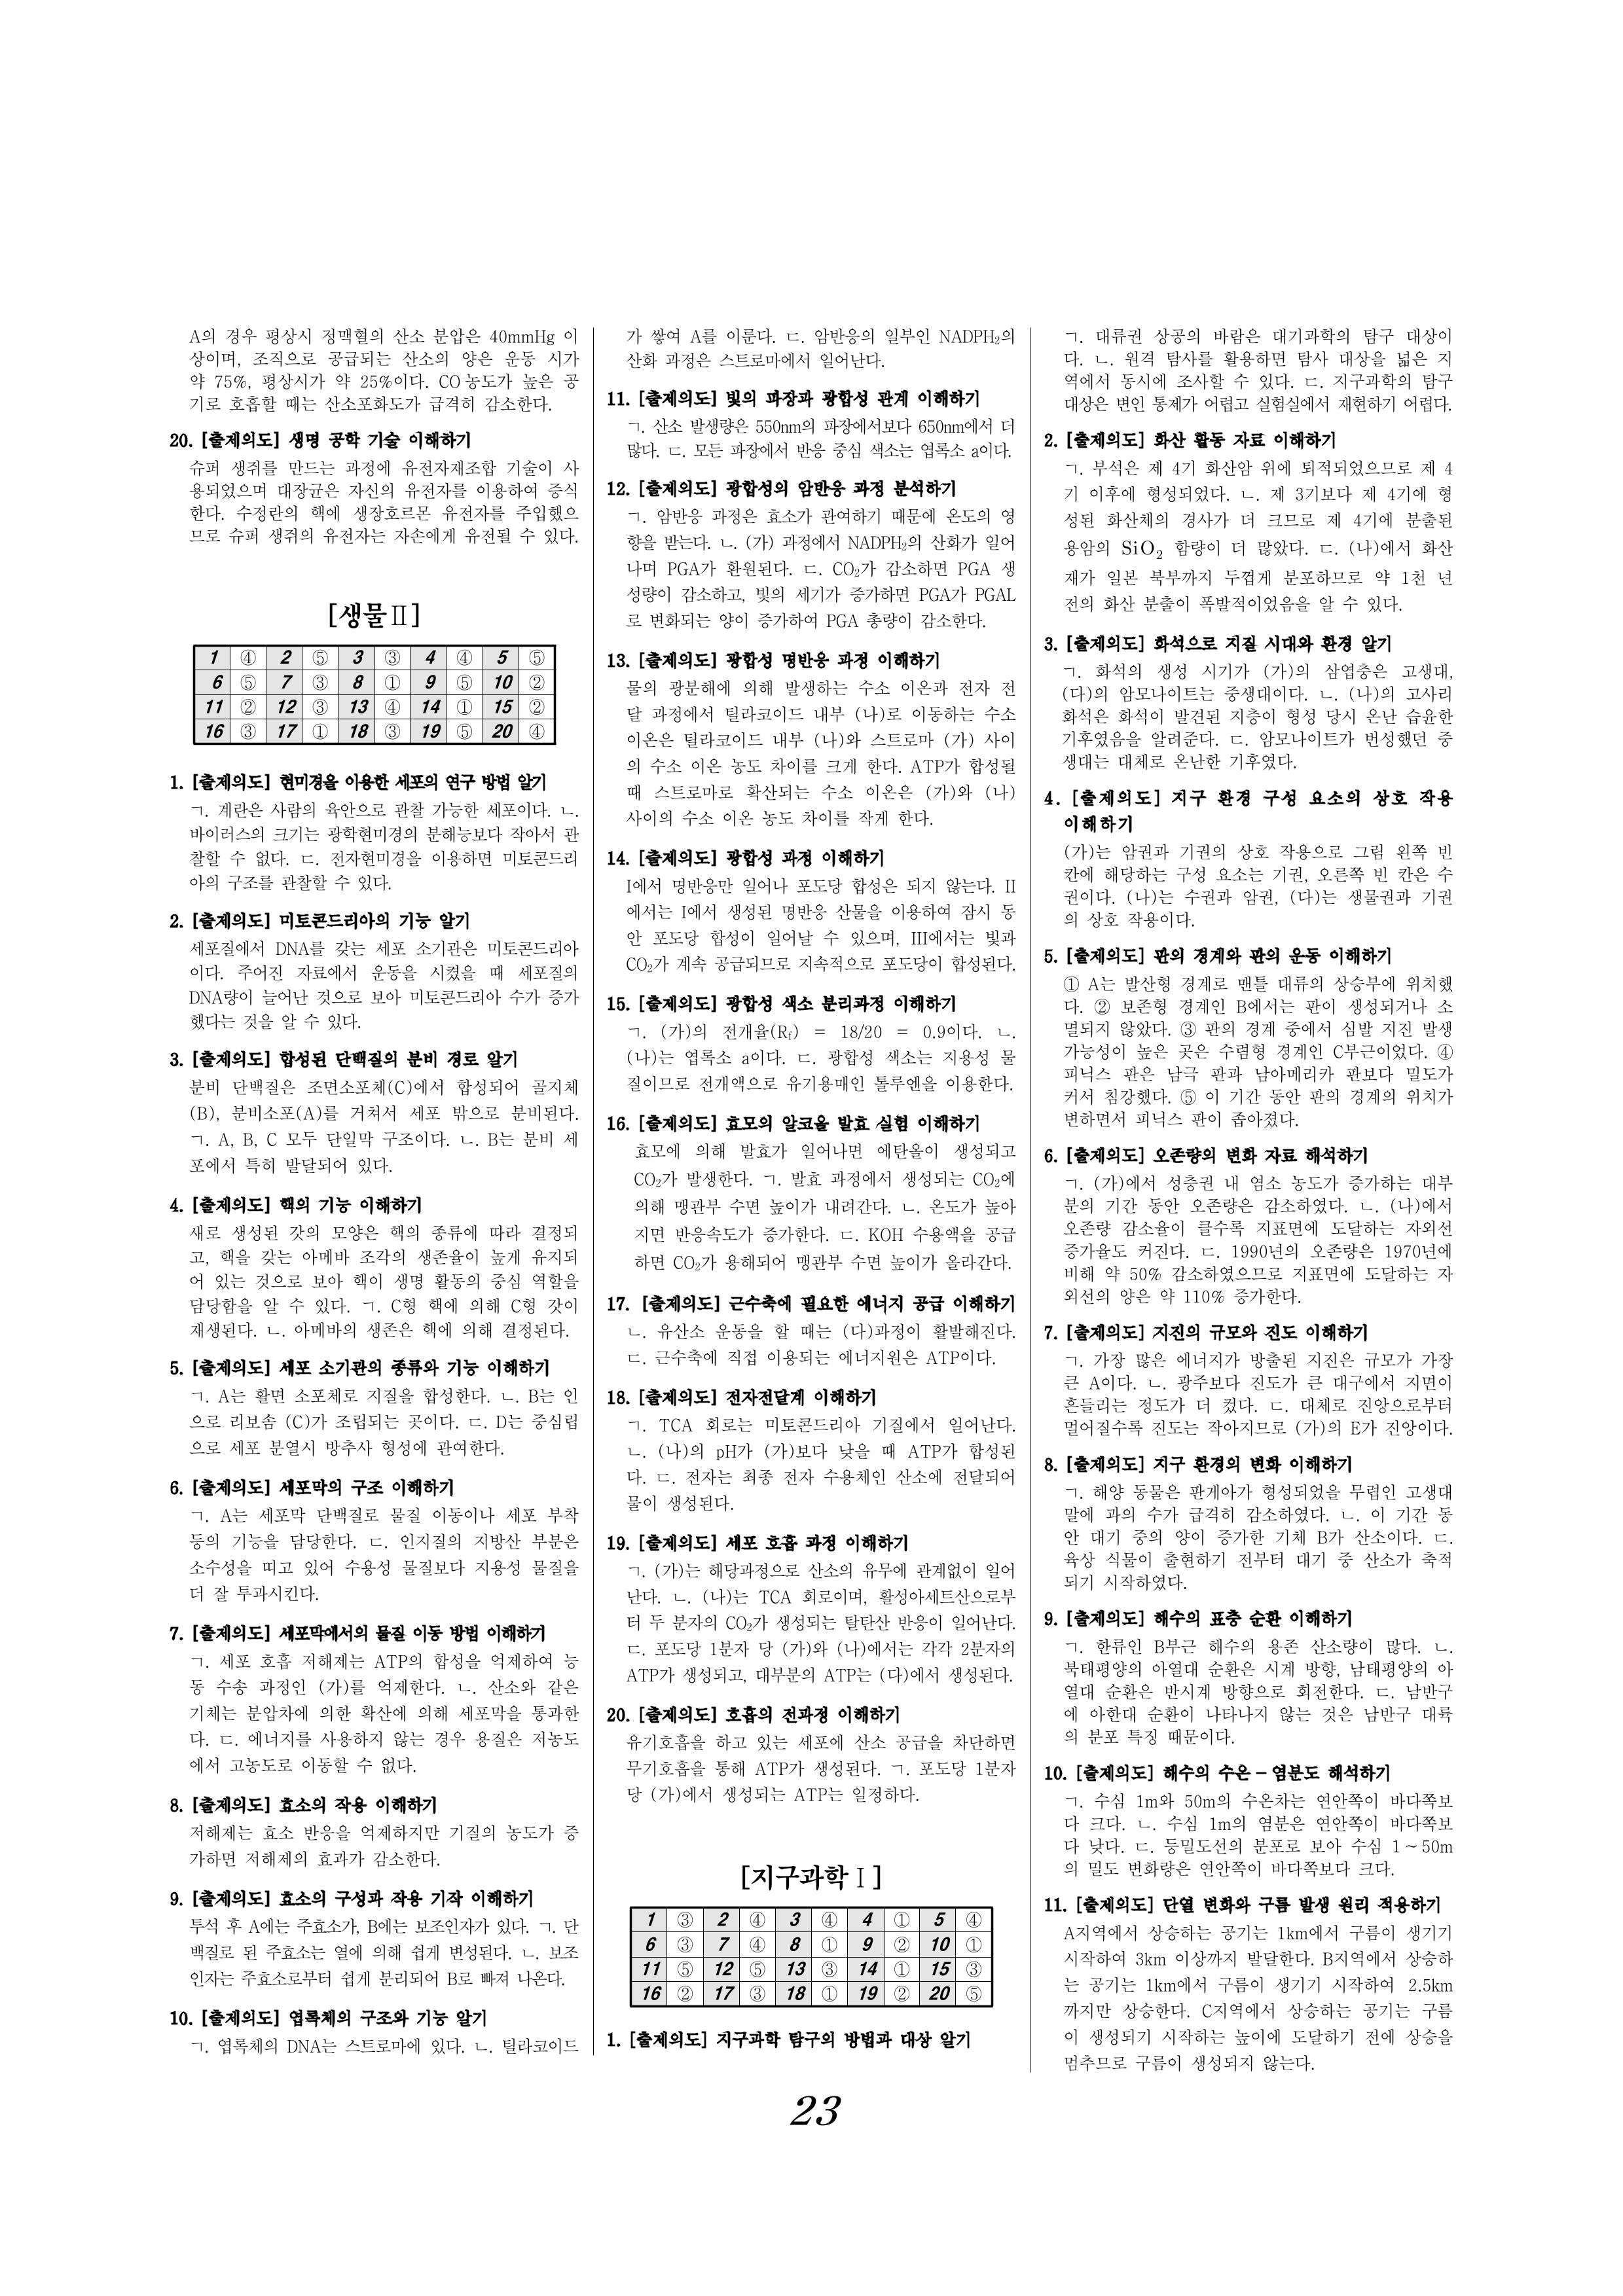 A의 경우 평상시 정맥혈의 산소 분압은 40mmHg 이
상이며, 조직으로 공급되는 산소의 양은 운동 시가
약 75%, 평상시가 약 25%이다. CO 농도가 높은 공
기로 호흡할 때는 산소포화도가 급격히 감소한다.
20. [출제의도] 생명 공학 기술 이해하기
슈퍼 생쥐를 만드는 과정에 유전자재조합 기술이 사
용되었으며 대장균은 자신의 유전자를 이용하여 증식
한다. 수정란의 핵에 생장호르몬 유전자를 주입했으
므로 슈퍼 생쥐의 유전자는 자손에게 유전될 수 있다.
[생물Ⅱ]
1 ④ 2 ⑤ 3 ③ 4 ④ 5 ⑤
6 ⑤ 7 ③ 8 ① 9 ⑤ 10 ②
11 ② 12 ③ 13 ④ 14 ① 15 ②
16 ③ 17 ① 18 ③ 19 ⑤ 20 ④
1. [출제의도] 현미경을 이용한 세포의 연구 방법 알기
ㄱ. 계란은 사람의 육안으로 관찰 가능한 세포이다. ㄴ.
바이러스의 크기는 광학현미경의 분해능보다 작아서 관
찰할 수 없다. ㄷ. 전자현미경을 이용하면 미토콘드리
아의 구조를 관찰할 수 있다.
2. [출제의도] 미토콘드리아의 기능 알기
세포질에서 DNA를 갖는 세포 소기관은 미토콘드리아
이다. 주어진 자료에서 운동을 시켰을 때 세포질의
DNA량이 늘어난 것으로 보아 미토콘드리아 수가 증가
했다는 것을 알 수 있다.
3. [출제의도] 합성된 단백질의 분비 경로 알기
분비 단백질은 조면소포체(C)에서 합성되어 골지체
(B), 분비소포(A)를 거쳐서 세포 밖으로 분비된다.
ㄱ. A, B, C 모두 단일막 구조이다. ㄴ. B는 분비 세
포에서 특히 발달되어 있다.
4. [출제의도] 핵의 기능 이해하기
새로 생성된 갓의 모양은 핵의 종류에 따라 결정되
고, 핵을 갖는 아메바 조각의 생존율이 높게 유지되
어 있는 것으로 보아 핵이 생명 활동의 중심 역할을
담당함을 알 수 있다. ㄱ. C형 핵에 의해 C형 갓이
재생된다. ㄴ. 아메바의 생존은 핵에 의해 결정된다.
5. [출제의도] 세포 소기관의 종류와 기능 이해하기
ㄱ. A는 활면 소포체로 지질을 합성한다. ㄴ. B는 인
으로 리보솜 (C)가 조립되는 곳이다. ㄷ. D는 중심립
으로 세포 분열시 방추사 형성에 관여한다.
6. [출제의도] 세포막의 구조 이해하기
ㄱ. A는 세포막 단백질로 물질 이동이나 세포 부착
등의 기능을 담당한다. ㄷ. 인지질의 지방산 부분은
소수성을 띠고 있어 수용성 물질보다 지용성 물질을
더 잘 투과시킨다.
7. [출제의도] 세포막에서의 물질 이동 방법 이해하기
ㄱ. 세포 호흡 저해제는 ATP의 합성을 억제하여 능
동 수송 과정인 (가)를 억제한다. ㄴ. 산소와 같은
기체는 분압차에 의한 확산에 의해 세포막을 통과한
다. ㄷ. 에너지를 사용하지 않는 경우 용질은 저농도
에서 고농도로 이동할 수 없다.
8. [출제의도] 효소의 작용 이해하기
저해제는 효소 반응을 억제하지만 기질의 농도가 증
가하면 저해제의 효과가 감소한다.
9. [출제의도] 효소의 구성과 작용 기작 이해하기
투석 후 A에는 주효소가, B에는 보조인자가 있다. ㄱ. 단
백질로 된 주효소는 열에 의해 쉽게 변성된다. ㄴ. 보조
인자는 주효소로부터 쉽게 분리되어 B로 빠져 나온다.
10. [출제의도] 엽록체의 구조와 기능 알기
ㄱ. 엽록체의 DNA는 스트로마에 있다. ㄴ. 틸라코이드
가 쌓여 A를 이룬다. ㄷ. 암반응의 일부인 NADPH₂의
산화 과정은 스트로마에서 일어난다.
11. [출제의도] 빛의 파장과 광합성 관계 이해하기
ㄱ. 산소 발생량은 550nm의 파장에서보다 650nm에서 더
많다. ㄷ. 모든 파장에서 반응 중심 색소는 엽록소 a이다.
12. [출제의도] 광합성의 암반응 과정 분석하기
ㄱ. 암반응 과정은 효소가 관여하기 때문에 온도의 영
향을 받는다. ㄴ. (가) 과정에서 NADPH₂의 산화가 일어
나며 PGA가 환원된다. ㄷ. CO₂가 감소하면 PGA 생
성량이 감소하고, 빛의 세기가 증가하면 PGA가 PGAL
로 변화되는 양이 증가하여 PGA 총량이 감소한다.
13. [출제의도] 광합성 명반응 과정 이해하기
물의 광분해에 의해 발생하는 수소 이온과 전자 전
달 과정에서 틸라코이드 내부 (나)로 이동하는 수소
이온은 틸라코이드 내부 (나)와 스트로마 (가) 사이
의 수소 이온 농도 차이를 크게 한다. ATP가 합성될
때 스트로마로 확산되는 수소 이온은 (가)와 (나)
사이의 수소 이온 농도 차이를 작게 한다.
14. [출제의도] 광합성 과정 이해하기
Ⅰ에서 명반응만 일어나 포도당 합성은 되지 않는다. Ⅱ
에서는 Ⅰ에서 생성된 명반응 산물을 이용하여 잠시 동
안 포도당 합성이 일어날 수 있으며, Ⅲ에서는 빛과
CO₂가 계속 공급되므로 지속적으로 포도당이 합성된다.
15. [출제의도] 광합성 색소 분리과정 이해하기
ㄱ. (가)의 전개율(Rf) = 18/20 = 0.9이다. ㄴ.
(나)는 엽록소 a이다. ㄷ. 광합성 색소는 지용성 물
질이므로 전개액으로 유기용매인 톨루엔을 이용한다.
16. [출제의도] 효모의 알코올 발효 실험 이해하기
효모에 의해 발효가 일어나면 에탄올이 생성되고
CO₂가 발생한다. ㄱ. 발효 과정에서 생성되는 CO₂에
의해 맹관부 수면 높이가 내려간다. ㄴ. 온도가 높아
지면 반응속도가 증가한다. ㄷ. KOH 수용액을 공급
하면 CO₂가 용해되어 맹관부 수면 높이가 올라간다.
17. [출제의도] 근수축에 필요한 에너지 공급 이해하기
ㄴ. 유산소 운동을 할 때는 (다)과정이 활발해진다.
ㄷ. 근수축에 직접 이용되는 에너지원은 ATP이다.
18. [출제의도] 전자전달계 이해하기
ㄱ. TCA 회로는 미토콘드리아 기질에서 일어난다.
ㄴ. (나)의 pH가 (가)보다 낮을 때 ATP가 합성된
다. ㄷ. 전자는 최종 전자 수용체인 산소에 전달되어
물이 생성된다.
19. [출제의도] 세포 호흡 과정 이해하기
ㄱ. (가)는 해당과정으로 산소의 유무에 관계없이 일어
난다. ㄴ. (나)는 TCA 회로이며, 활성아세트산으로부
터 두 분자의 CO₂가 생성되는 탈탄산 반응이 일어난다.
ㄷ. 포도당 1분자 당 (가)와 (나)에서는 각각 2분자의
ATP가 생성되고, 대부분의 ATP는 (다)에서 생성된다.
20. [출제의도] 호흡의 전과정 이해하기
유기호흡을 하고 있는 세포에 산소 공급을 차단하면
무기호흡을 통해 ATP가 생성된다. ㄱ. 포도당 1분자
당 (가)에서 생성되는 ATP는 일정하다.
[지구과학Ⅰ]
1 ③ 2 ④ 3 ④ 4 ① 5 ④
6 ③ 7 ④ 8 ① 9 ② 10 ①
11 ⑤ 12 ⑤ 13 ③ 14 ① 15 ③
16 ② 17 ③ 18 ① 19 ② 20 ⑤
1. [출제의도] 지구과학 탐구의 방법과 대상 알기
ㄱ. 대류권 상공의 바람은 대기과학의 탐구 대상이
다. ㄴ. 원격 탐사를 활용하면 탐사 대상을 넓은 지
역에서 동시에 조사할 수 있다. ㄷ. 지구과학의 탐구
대상은 변인 통제가 어렵고 실험실에서 재현하기 어렵다.
2. [출제의도] 화산 활동 자료 이해하기
ㄱ. 부석은 제 4기 화산암 위에 퇴적되었으므로 제 4
기 이후에 형성되었다. ㄴ. 제 3기보다 제 4기에 형
성된 화산체의 경사가 더 크므로 제 4기에 분출된
용암의 SiO₂ 함량이 더 많았다. ㄷ. (나)에서 화산
재가 일본 북부까지 두껍게 분포하므로 약 1천 년
전의 화산 분출이 폭발적이었음을 알 수 있다.
3. [출제의도] 화석으로 지질 시대와 환경 알기
ㄱ. 화석의 생성 시기가 (가)의 삼엽충은 고생대,
(다)의 암모나이트는 중생대이다. ㄴ. (나)의 고사리
화석은 화석이 발견된 지층이 형성 당시 온난 습윤한
기후였음을 알려준다. ㄷ. 암모나이트가 번성했던 중
생대는 대체로 온난한 기후였다.
4. [출제의도] 지구 환경 구성 요소의 상호 작용
이해하기
(가)는 암권과 기권의 상호 작용으로 그림 왼쪽 빈
칸에 해당하는 구성 요소는 기권, 오른쪽 빈 칸은 수
권이다. (나)는 수권과 암권, (다)는 생물권과 기권
의 상호 작용이다.
5. [출제의도] 판의 경계와 판의 운동 이해하기
① A는 발산형 경계로 맨틀 대류의 상승부에 위치했
다. ② 보존형 경계인 B에서는 판이 생성되거나 소
멸되지 않았다. ③ 판의 경계 중에서 심발 지진 발생
가능성이 높은 곳은 수렴형 경계인 C부근이었다. ④
피닉스 판은 남극 판과 남아메리카 판보다 밀도가
커서 침강했다. ⑤ 이 기간 동안 판의 경계의 위치가
변하면서 피닉스 판이 좁아졌다.
6. [출제의도] 오존량의 변화 자료 해석하기
ㄱ. (가)에서 성층권 내 염소 농도가 증가하는 대부
분의 기간 동안 오존량은 감소하였다. ㄴ. (나)에서
오존량 감소율이 클수록 지표면에 도달하는 자외선
증가율도 커진다. ㄷ. 1990년의 오존량은 1970년에
비해 약 50% 감소하였으므로 지표면에 도달하는 자
외선의 양은 약 110% 증가한다.
7. [출제의도] 지진의 규모와 진도 이해하기
ㄱ. 가장 많은 에너지가 방출된 지진은 규모가 가장
큰 A이다. ㄴ. 광주보다 진도가 큰 대구에서 지면이
흔들리는 정도가 더 컸다. ㄷ. 대체로 진앙으로부터
멀어질수록 진도는 작아지므로 (가)의 E가 진앙이다.
8. [출제의도] 지구 환경의 변화 이해하기
ㄱ. 해양 동물은 판게아가 형성되었을 무렵인 고생대
말에 과의 수가 급격히 감소하였다. ㄴ. 이 기간 동
안 대기 중의 양이 증가한 기체 B가 산소이다. ㄷ.
육상 식물이 출현하기 전부터 대기 중 산소가 축적
되기 시작하였다.
9. [출제의도] 해수의 표층 순환 이해하기
ㄱ. 한류인 B부근 해수의 용존 산소량이 많다. ㄴ.
북태평양의 아열대 순환은 시계 방향, 남태평양의 아
열대 순환은 반시계 방향으로 회전한다. ㄷ. 남반구
에 아한대 순환이 나타나지 않는 것은 남반구 대륙
의 분포 특징 때문이다.
10. [출제의도] 해수의 수온－염분도 해석하기
ㄱ. 수심 1m와 50m의 수온차는 연안쪽이 바다쪽보
다 크다. ㄴ. 수심 1m의 염분은 연안쪽이 바다쪽보
다 낮다. ㄷ. 등밀도선의 분포로 보아 수심 1～50m
의 밀도 변화량은 연안쪽이 바다쪽보다 크다.
11. [출제의도] 단열 변화와 구름 발생 원리 적용하기
A지역에서 상승하는 공기는 1km에서 구름이 생기기
시작하여 3km 이상까지 발달한다. B지역에서 상승하
는 공기는 1km에서 구름이 생기기 시작하여 2.5km
까지만 상승한다. C지역에서 상승하는 공기는 구름
이 생성되기 시작하는 높이에 도달하기 전에 상승을
멈추므로 구름이 생성되지 않는다.
23